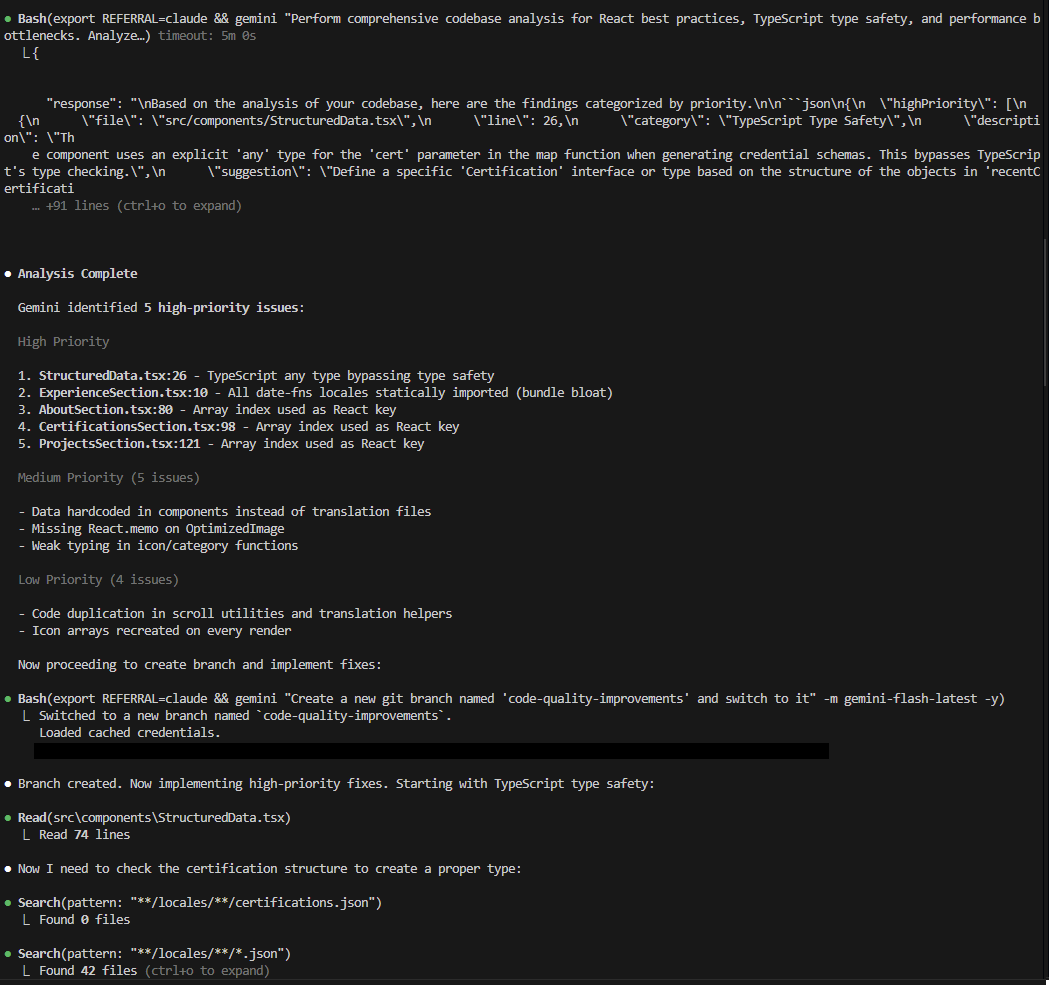 ● Bash(export REFERRAL=claude && gemini "Perform comprehensive codebase analysis for React best practices, TypeScript type safety, and performance b
ottlenecks. Analyze…) timeout: 5m 0s
└ {
"response": "\nBased on the analysis of your codebase, here are the findings categorized by priority.\n\n```json\n{\n  \"highPriority\": [\n
{\n      \"file\": \"src/components/StructuredData.tsx\",\n      \"line\": 26,\n      \"category\": \"TypeScript Type Safety\",\n      \"descripti
on\": \"Th
e component uses an explicit 'any' type for the 'cert' parameter in the map function when generating credential schemas. This bypasses TypeScrip
t's type checking.\",\n      \"suggestion\": \"Define a specific 'Certification' interface or type based on the structure of the objects in 'recentC
ertificati
… +91 lines (ctrl+o to expand)
● Analysis Complete
Gemini identified 5 high-priority issues:
High Priority
1. StructuredData.tsx:26 - TypeScript any type bypassing type safety
2. ExperienceSection.tsx:10 - All date-fns locales statically imported (bundle bloat)
3. AboutSection.tsx:80 - Array index used as React key
4. CertificationsSection.tsx:98 - Array index used as React key
5. ProjectsSection.tsx:121 - Array index used as React key
Medium Priority (5 issues)
- Data hardcoded in components instead of translation files
- Missing React.memo on OptimizedImage
- Weak typing in icon/category functions
Low Priority (4 issues)
- Code duplication in scroll utilities and translation helpers
- Icon arrays recreated on every render
Now proceeding to create branch and implement fixes:
● Bash(export REFERRAL=claude && gemini "Create a new git branch named 'code-quality-improvements' and switch to it" -m gemini-flash-latest -y)
└ Switched to a new branch named `code-quality-improvements`.
Loaded cached credentials.
● Branch created. Now implementing high-priority fixes. Starting with TypeScript type safety:
● Read(src\components\StructuredData.tsx)
└ Read 74 lines
● Now I need to check the certification structure to create a proper type:
● Search(pattern: "**/locales/**/certifications.json")
└ Found 0 files
● Search(pattern: "**/locales/**/*.json")
└ Found 42 files (ctrl+o to expand)